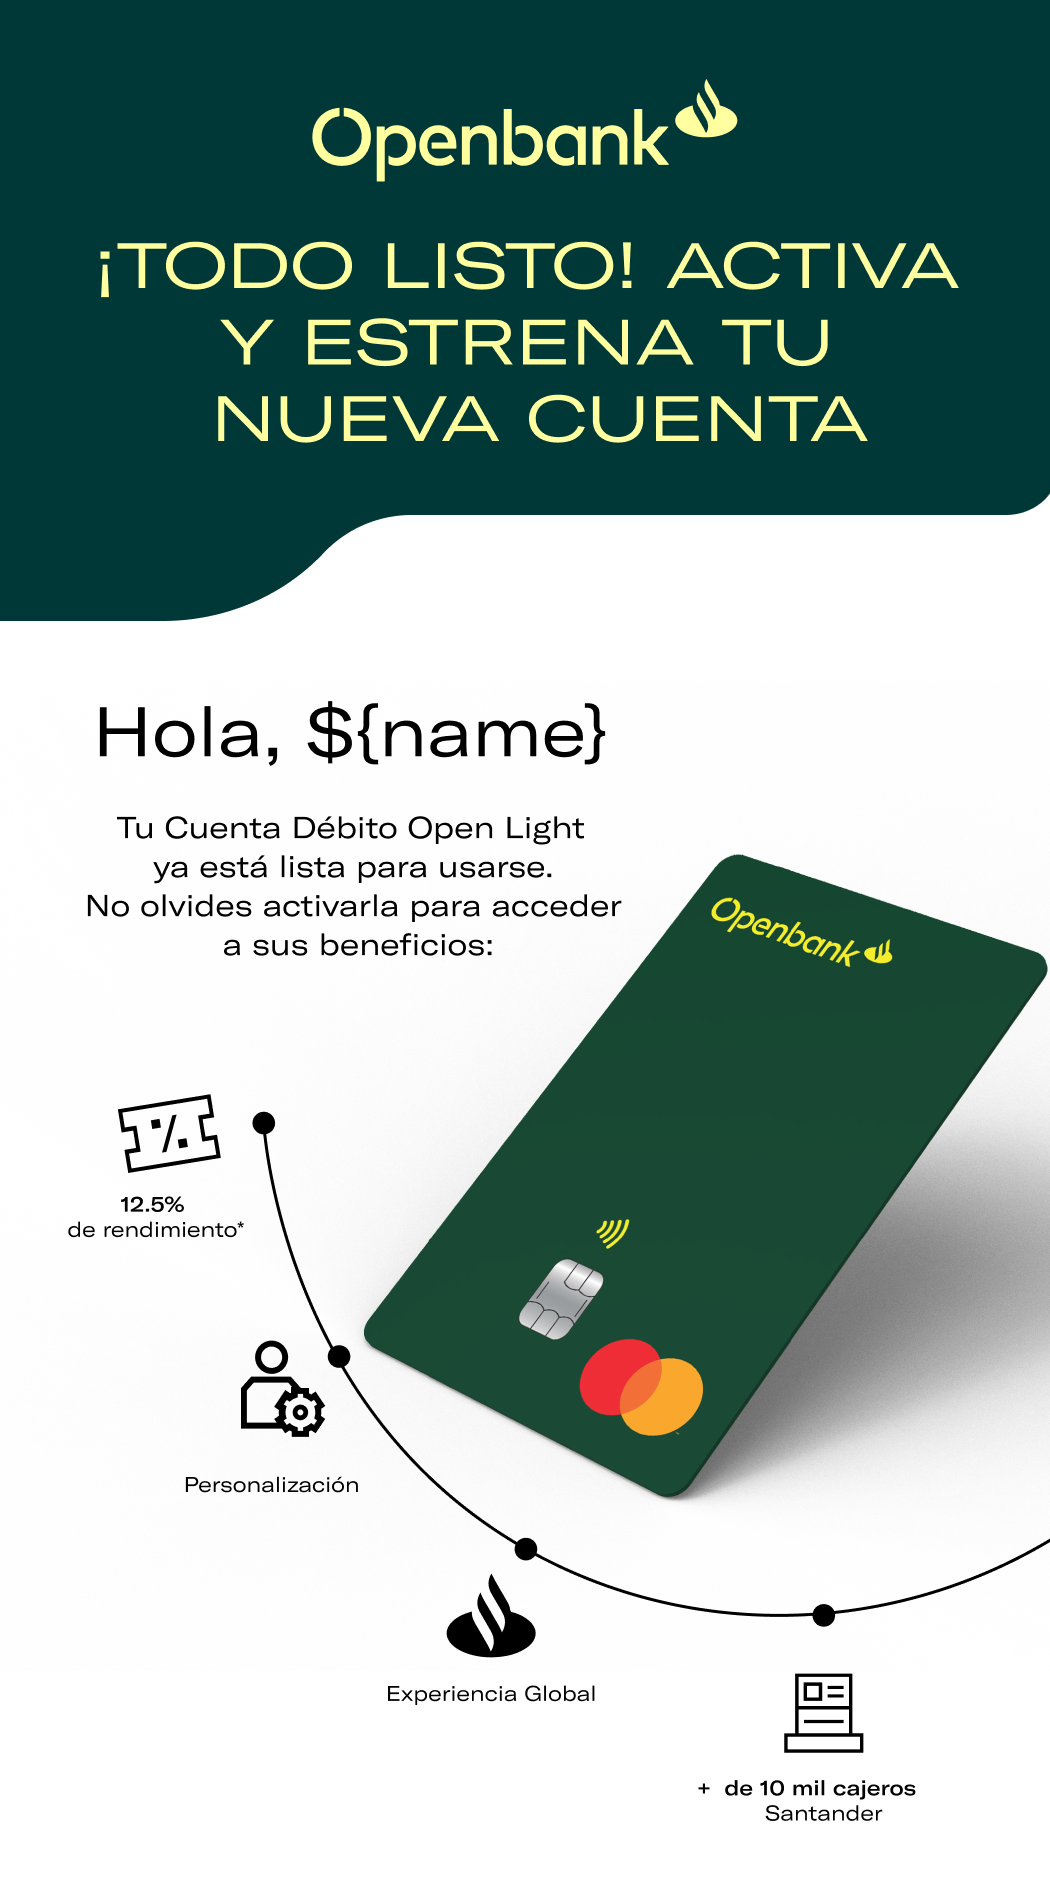 Openbank
¡TODO LISTO! ACTIVA
Y ESTRENA TU
NUEVA CUENTA
Hola, ${name}
Tu Cuenta Débito Open Light
ya está lista para usarse.
No olvides activarla para acceder
a sus beneficios:
Openbank
12.5%
de rendimiento*
Personalización
Experiencia Global
+ de 10 mil cajeros
Santander